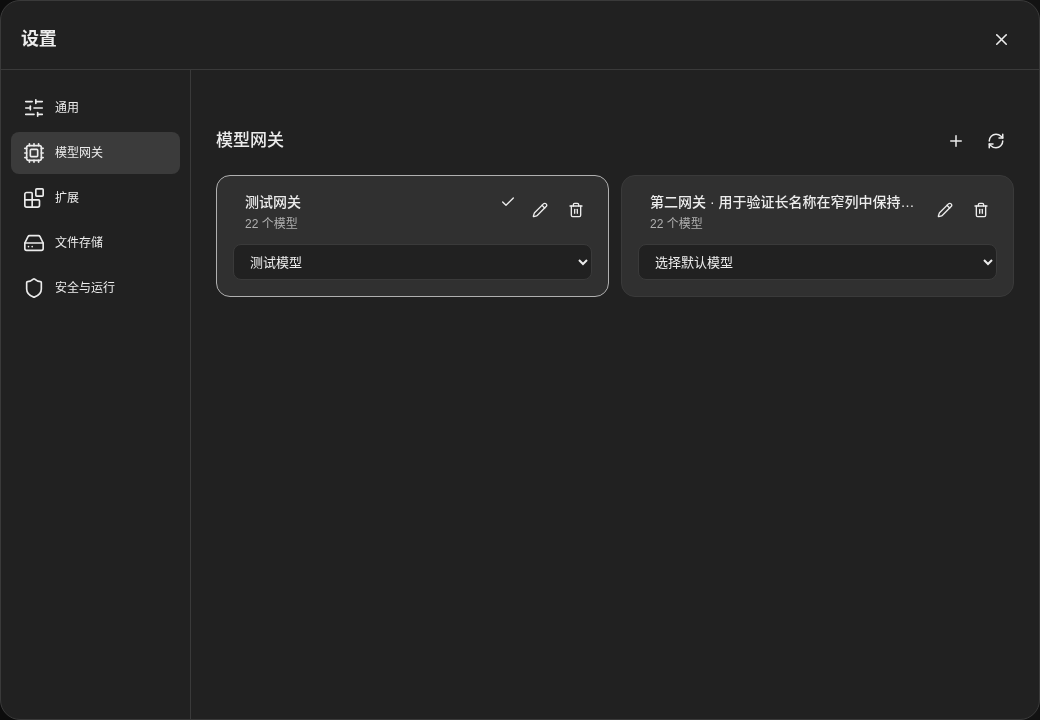 设置
通用
模型网关
扩展
文件存储
安全与运行
模型网关
测试网关
22 个模型
测试模型
第二网关 · 用于验证长名称在窄列中保持…
22 个模型
选择默认模型